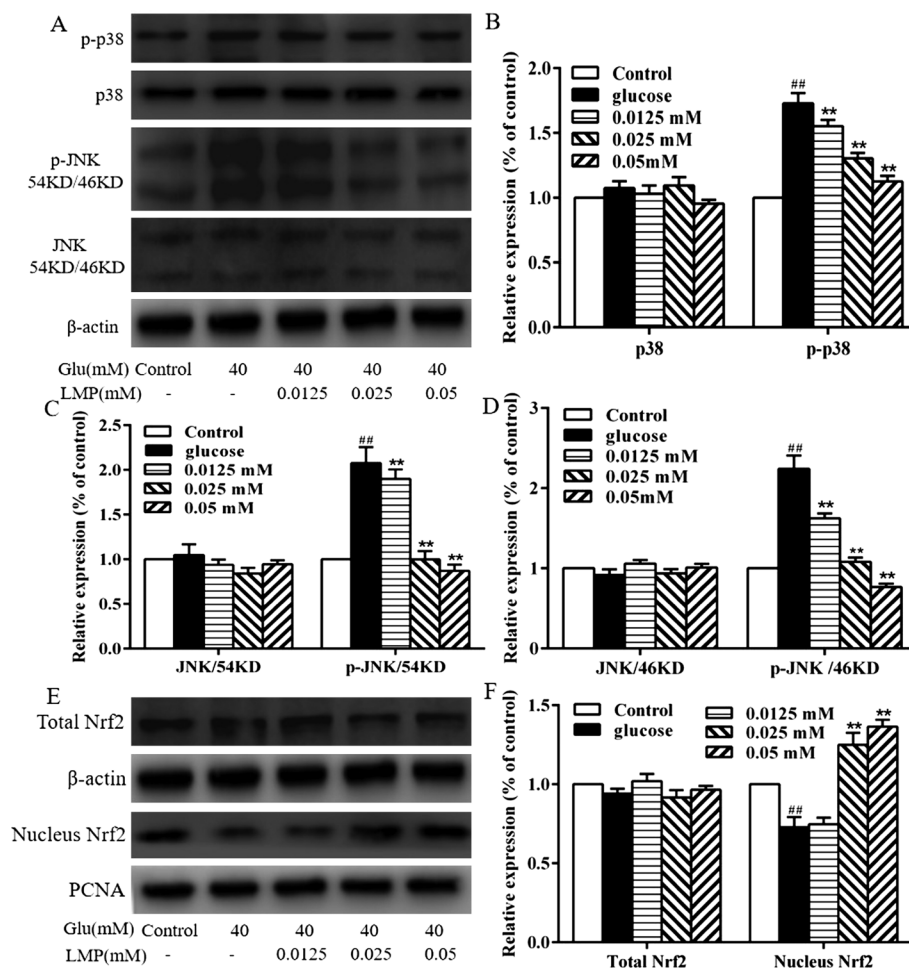 A
p-p38
p38
p-JNK
54KD/46KD
JNK
54KD/46KD
β-actin
Glu(mM) Control 40 40 40 40
LMP(mM) - - 0.0125 0.025 0.05
B
Relative expression (% of control)
2.0
1.5
1.0
0.5
0.0
Control
glucose
0.0125 mM
0.025 mM
0.05mM
##
**
**
**
p38 p-p38
C
Relative expression (% of control)
2.5
2.0
1.5
1.0
0.5
0.0
Control
glucose
0.0125 mM
0.025 mM
0.05 mM
##
**
**
**
JNK/54KD p-JNK/54KD
D
Relative expression (% of control)
3
2
1
0
Control
glucose
0.0125 mM
0.025 mM
0.05mM
##
**
**
**
JNK/46KD p-JNK /46KD
E
Total Nrf2
β-actin
Nucleus Nrf2
PCNA
Glu(mM) Control 40 40 40 40
LMP(mM) - - 0.0125 0.025 0.05
F
Relative expression (% of control)
1.5
1.0
0.5
0.0
Control
glucose
0.0125 mM
0.025 mM
0.05 mM
##
**
**
Total Nrf2 Nucleus Nrf2